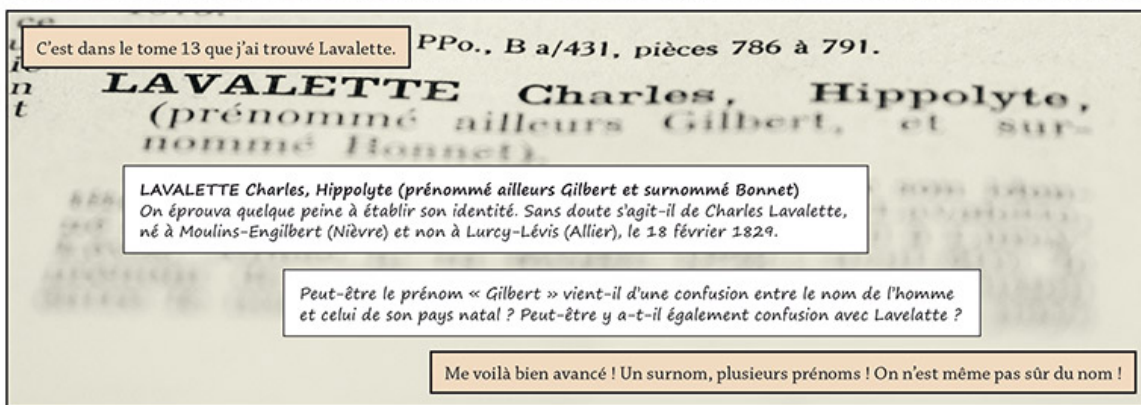 C'est dans le tome 13 que j'ai trouvé Lavalette.
PPo., B a/431, pièces 786 à 791.
LAVALETTE Charles, Hippolyte,
(prénommé ailleurs Gilbert, et sur-
nommé Bonnet).
LAVALETTE Charles, Hippolyte (prénommé ailleurs Gilbert et surnommé Bonnet)
On éprouva quelque peine à établir son identité. Sans doute s'agit-il de Charles Lavalette,
né à Moulins-Engilbert (Nièvre) et non à Lurcy-Lévis (Allier), le 18 février 1829.
Peut-être le prénom « Gilbert » vient-il d'une confusion entre le nom de l'homme
et celui de son pays natal ? Peut-être y a-t-il également confusion avec Lavelatte ?
Me voilà bien avancé ! Un surnom, plusieurs prénoms ! On n'est même pas sûr du nom !